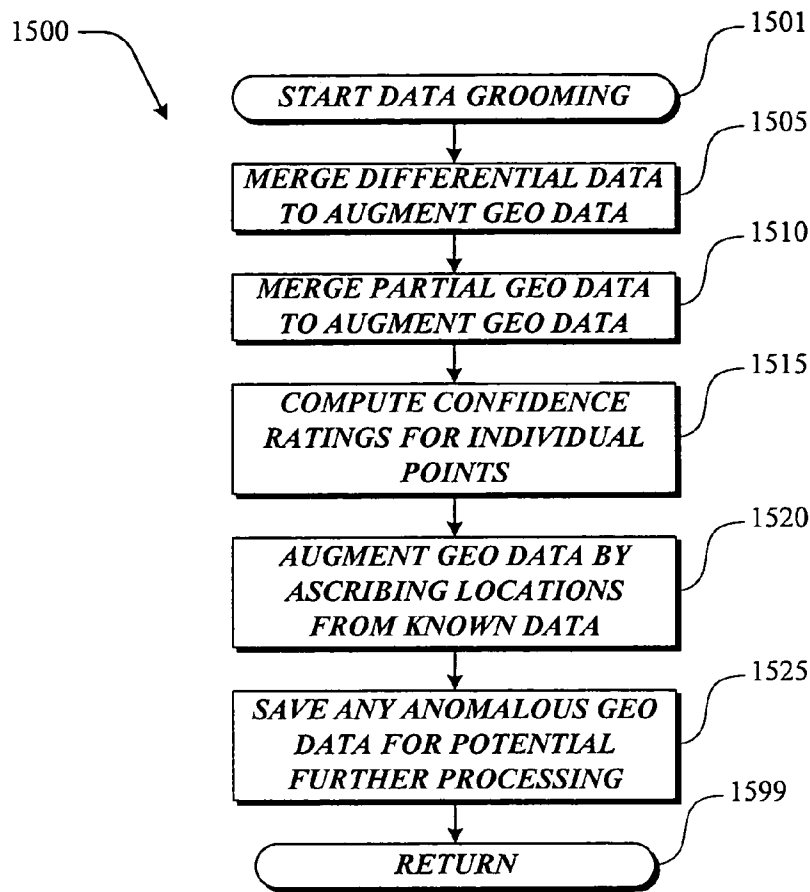 1500
1501
START DATA GROOMING
1505
MERGE DIFFERENTIAL DATA
TO AUGMENT GEO DATA
1510
MERGE PARTIAL GEO DATA
TO AUGMENT GEO DATA
1515
COMPUTE CONFIDENCE
RATINGS FOR INDIVIDUAL
POINTS
1520
AUGMENT GEO DATA BY
ASCRIBING LOCATIONS
FROM KNOWN DATA
1525
SAVE ANY ANOMALOUS GEO
DATA FOR POTENTIAL
FURTHER PROCESSING
1599
RETURN